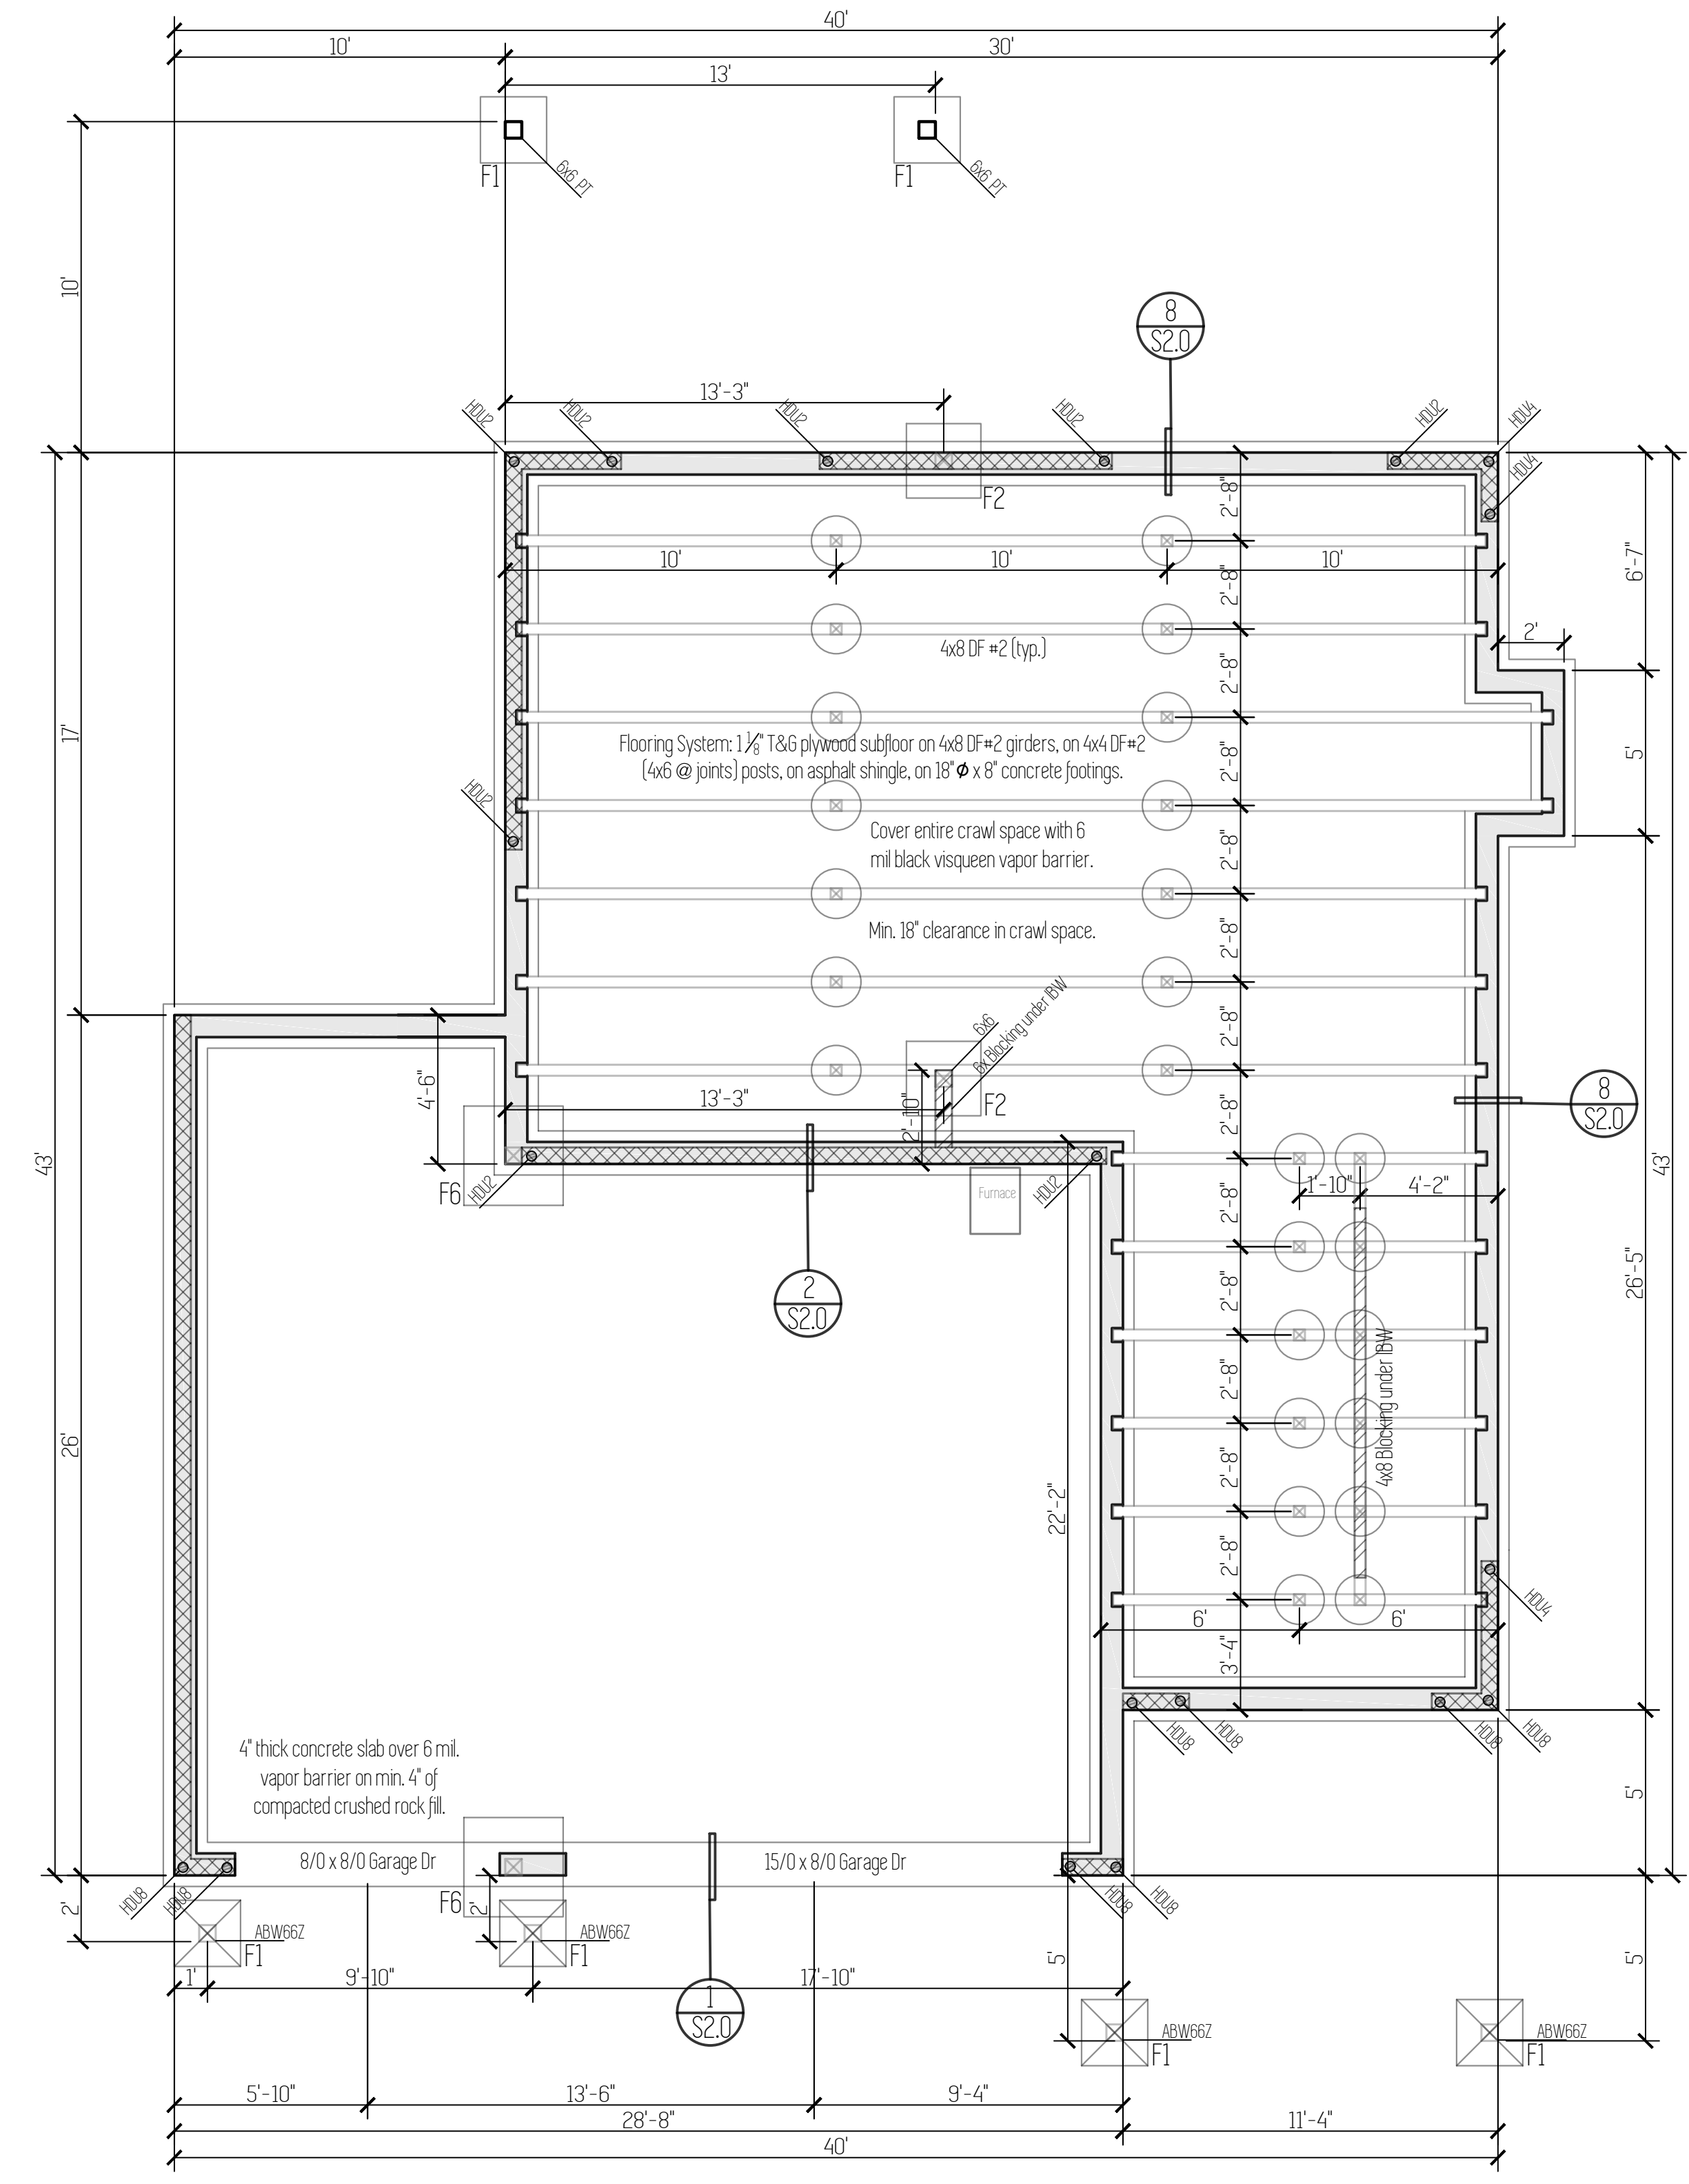 40'
10'
30'
13'
F1
6x6 PT
F1
6x6 PT
10'
8
S2.0
13'-3"
HDU2
HDU2
HDU2
HDU2
HDU2
HDU4
HDU4
F2
2'-8"
10'
10'
10'
2'-8"
6'-7"
2'
4x8 DF #2 (typ.)
2'-8"
17'
Flooring System: 1 1/8" T&G plywood subfloor on 4x8 DF#2 girders, on 4x4 DF#2
(4x6 @ joints) posts, on asphalt shingle, on 18"Φ x 8" concrete footings.
2'-8"
5'
HDU2
Cover entire crawl space with 6
mil black visqueen vapor barrier.
2'-8"
Min. 18" clearance in crawl space.
2'-8"
6x6
6x Blocking under IBW
2'-8"
4'-6"
13'-3"
2'-10"
F2
2'-8"
8
S2.0
43'
43'
F6
HDU2
HDU2
Furnace
1'-10"
4'-2"
2'-8"
2
S2.0
2'-8"
26'-5"
4x8 Blocking under IBW
2'-8"
26'
22'-2"
2'-8"
2'-8"
HDU4
6'
6'
3'-4"
HDU8
HDU8
HDU8
HDU8
4" thick concrete slab over 6 mil.
vapor barrier on min. 4" of
compacted crushed rock fill.
5'
8/0 x 8/0 Garage Dr
15/0 x 8/0 Garage Dr
HDU8
HDU8
F6
2'
2'
HDU8
HDU8
ABW66Z
F1
ABW66Z
F1
5'
5'
1'
9'-10"
17'-10"
1
S2.0
ABW66Z
F1
ABW66Z
F1
5'-10"
13'-6"
9'-4"
28'-8"
11'-4"
40'